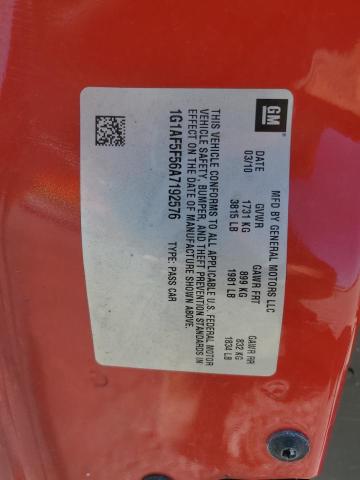 GM
MFD BY GENERAL MOTORS LLC
DATE GVWR GAWR FRT GAWR RR
03/10 1731 KG 899 KG 832 KG
3815 LB 1981 LB 1834 LB
THIS VEHICLE CONFORMS TO ALL APPLICABLE U.S. FEDERAL MOTOR
VEHICLE SAFETY, BUMPER, AND THEFT PREVENTION STANDARDS IN
EFFECT ON THE DATE OF MANUFACTURE SHOWN ABOVE.
1G1AF5F56A7192576 TYPE: PASS CAR